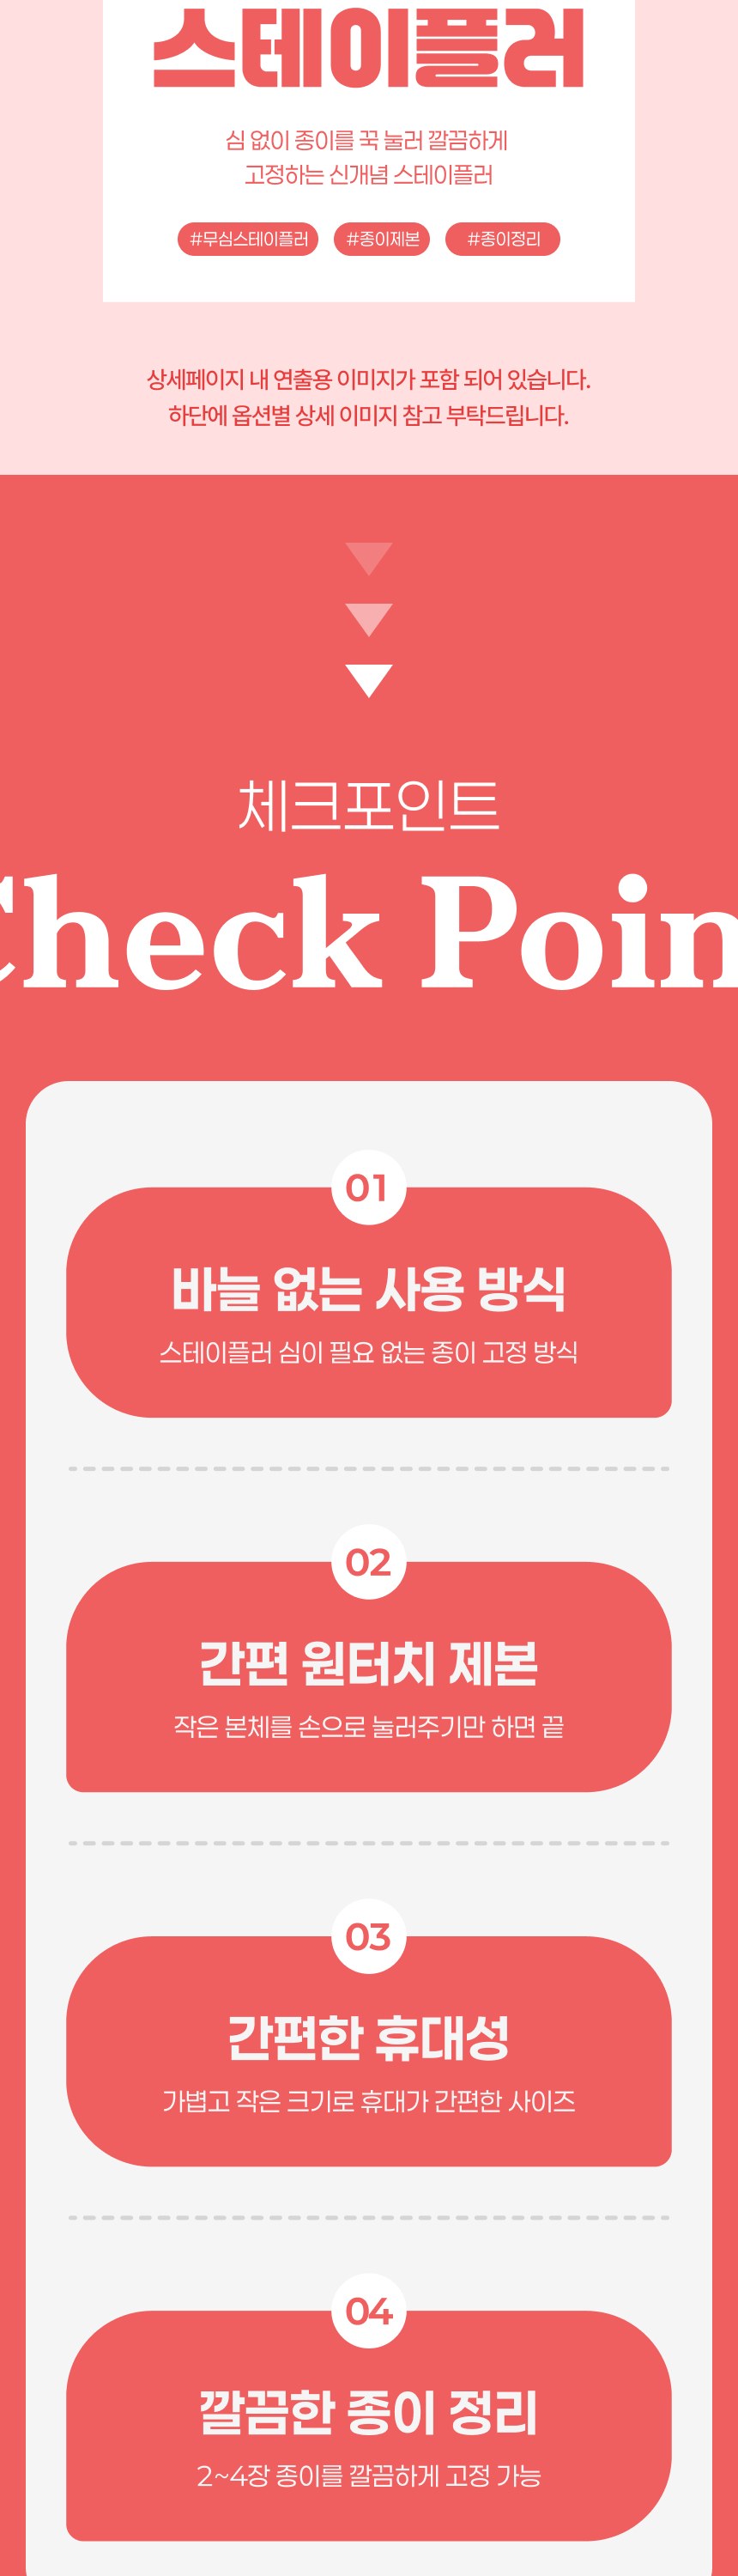 스테이플러
심 없이 종이를 꾹 눌러 깔끔하게
고정하는 신개념 스테이플러
#무심스테이플러 #종이제본 #종이정리
상세페이지 내 연출용 이미지가 포함 되어 있습니다.
하단에 옵션별 상세 이미지 참고 부탁드립니다.
체크포인트
Check Poin
01
바늘 없는 사용 방식
스테이플러 심이 필요 없는 종이 고정 방식
02
간편 원터치 제본
작은 본체를 손으로 눌러주기만 하면 끝
03
간편한 휴대성
가볍고 작은 크기로 휴대가 간편한 사이즈
04
깔끔한 종이 정리
2~4장 종이를 깔끔하게 고정 가능